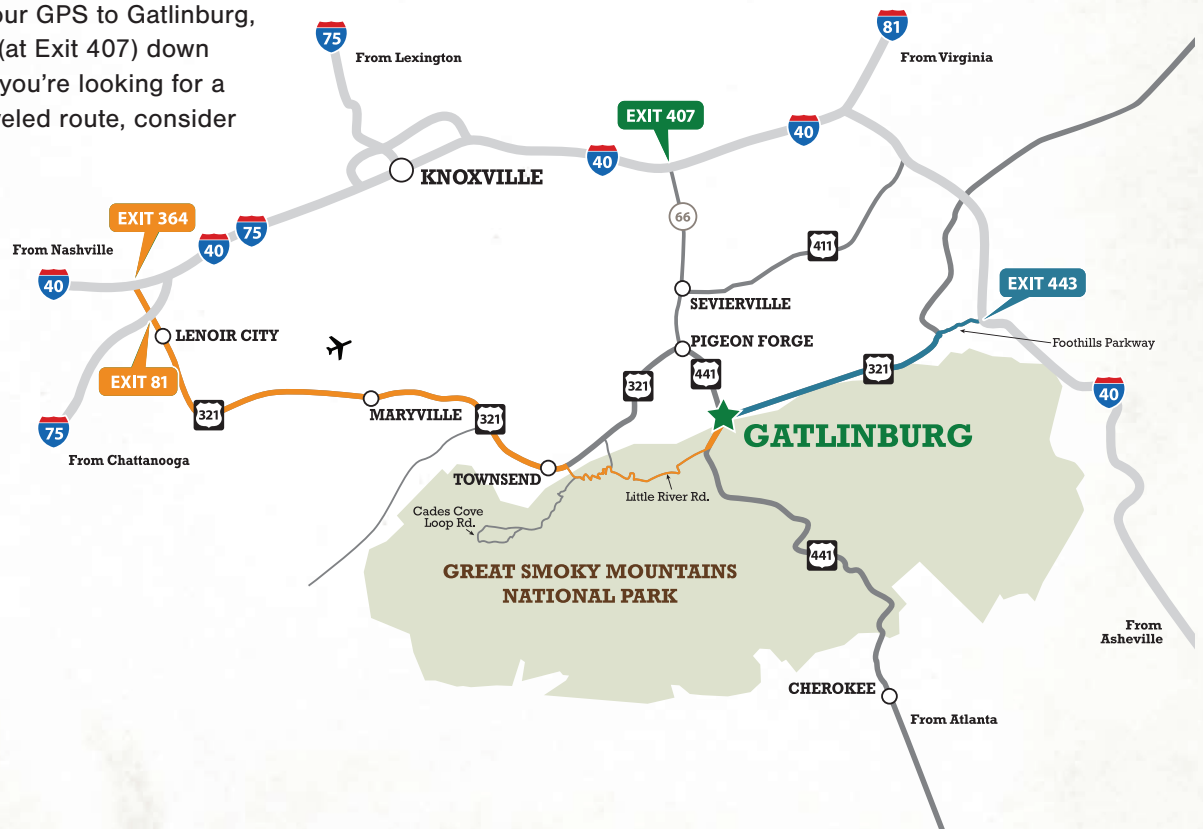 our GPS to Gatlinburg,
(at Exit 407) down
you’re looking for a
veled route, consider
75
From Lexington
81
From Virginia
EXIT 407
40
40
KNOXVILLE
66
EXIT 364
75
40
From Nashville
40
411
SEVIERVILLE
EXIT 443
LENOIR CITY
PIGEON FORGE
Foothills Parkway
EXIT 81
321
441
321
40
321
MARYVILLE
321
75
From Chattanooga
GATLINBURG
TOWNSEND
Little River Rd.
Cades Cove
Loop Rd.
441
GREAT SMOKY MOUNTAINS
NATIONAL PARK
From
Asheville
CHEROKEE
From Atlanta